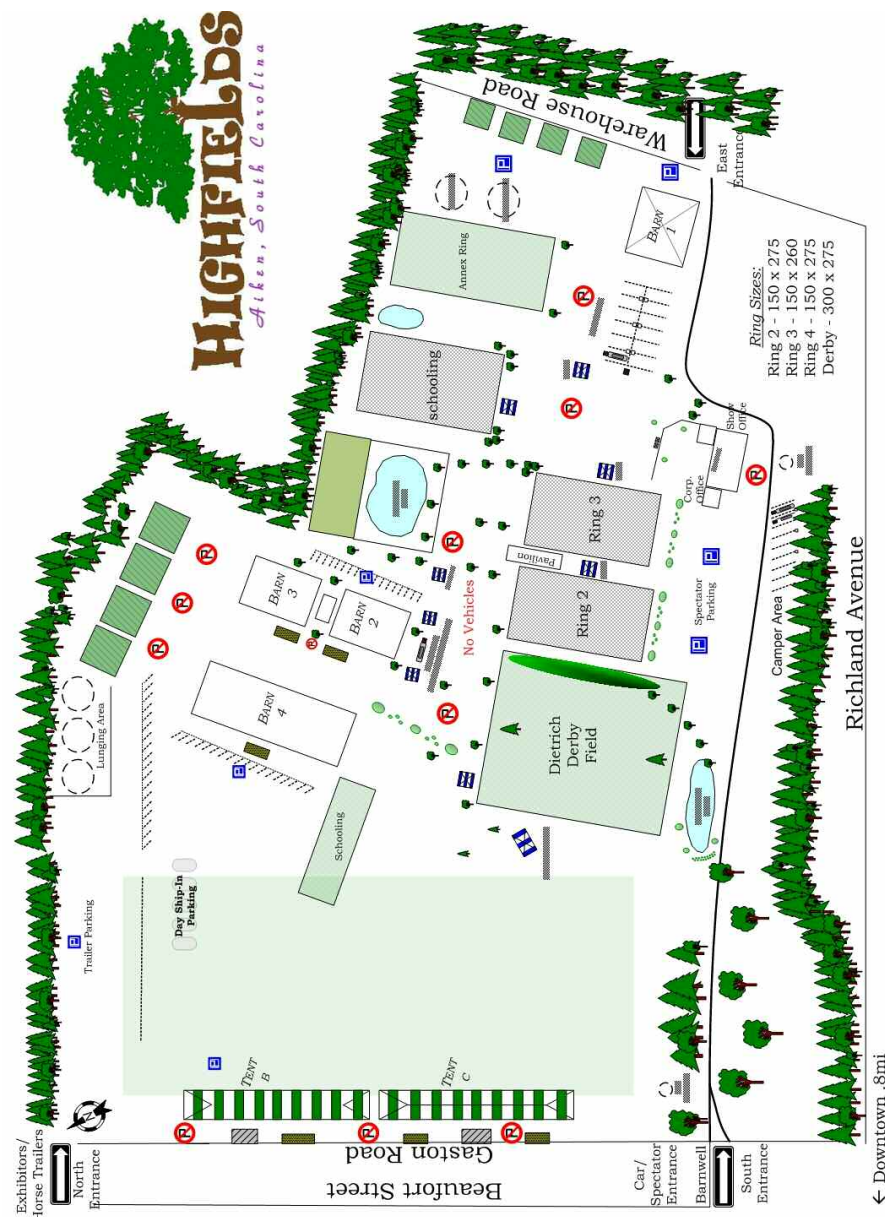 HIGHFIELDS
Aiken, South Carolina
Exhibitors/
Horse Trailers
North
Entrance
Trailer Parking
Lunging Area
Day Ship-In
Parking
Schooling
BARN
4
BARN
3
BARN
2
No Vehicles
Pavilion
Ring 2
Ring 3
Dietrich
Derby
Field
schooling
Annex Ring
Warehouse Road
BARN
1
East
Entrance
Ring Sizes:
Ring 2 - 150 x 275
Ring 3 - 150 x 260
Ring 4 - 150 x 275
Derby - 300 x 275
Show
Office
Corp.
Office
Spectator
Parking
Camper Area
Richland Avenue
TENT
B
TENT
C
Gaston Road
Beaufort Street
Car/
Spectator
Entrance
Barnwell
South
Entrance
← Downtown .8mi
N
P
P
P
P
P
P
P
P